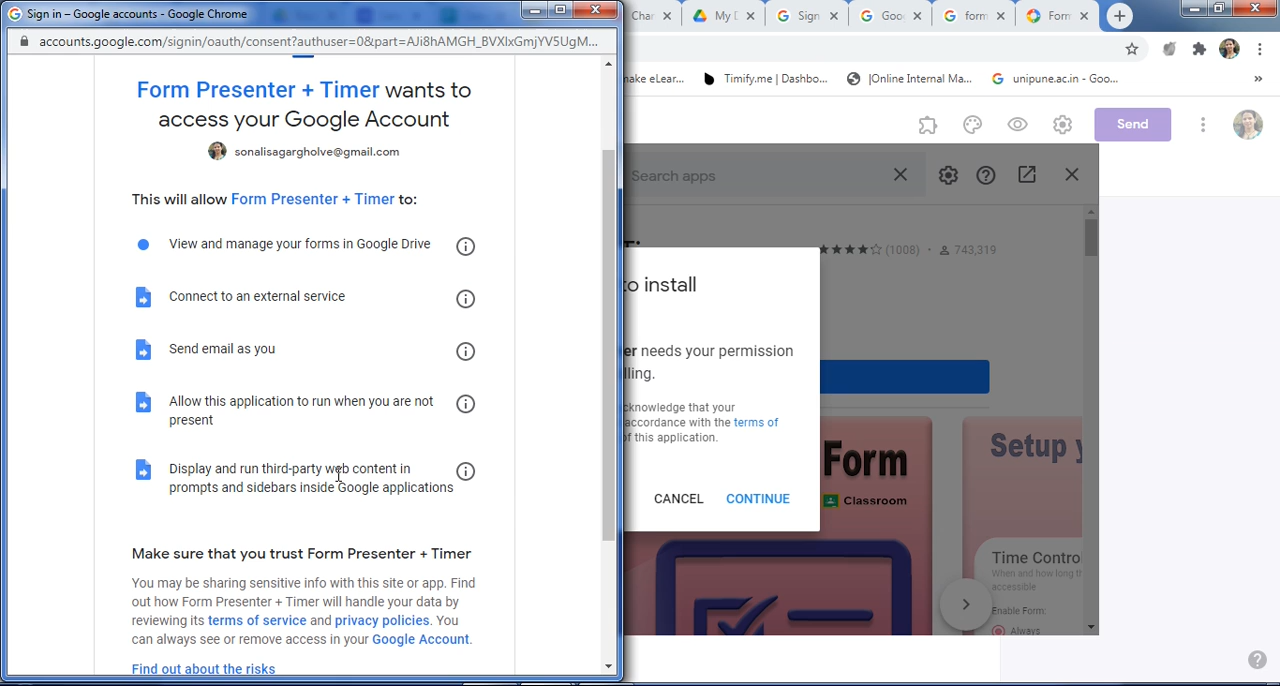 Sign in – Google accounts - Google Chrome
accounts.google.com/signin/oauth/consent?authuser=0&part=AJi8hAMGH_BVXlxGmjYV5UgM...
Form Presenter + Timer wants to
access your Google Account
sonalisagargholve@gmail.com
This will allow Form Presenter + Timer to:
View and manage your forms in Google Drive
Connect to an external service
Send email as you
Allow this application to run when you are not
present
Display and run third-party web content in
prompts and sidebars inside Google applications
Make sure that you trust Form Presenter + Timer
You may be sharing sensitive info with this site or app. Find
out how Form Presenter + Timer will handle your data by
reviewing its terms of service and privacy policies. You
can always see or remove access in your Google Account.
Find out about the risks
Char
My D
Sign
Goo
form
Form
make eLear...
Timify.me | Dashbo...
|Online Internal Ma...
unipune.ac.in - Goo...
»
Send
Search apps
(1008) · 743,319
to install
er needs your permission
lling.
cknowledge that your
accordance with the terms of
of this application.
CANCEL CONTINUE
Form
Classroom
Setup y
Time Contro
When and how long th
accessible
Enable Form:
Always